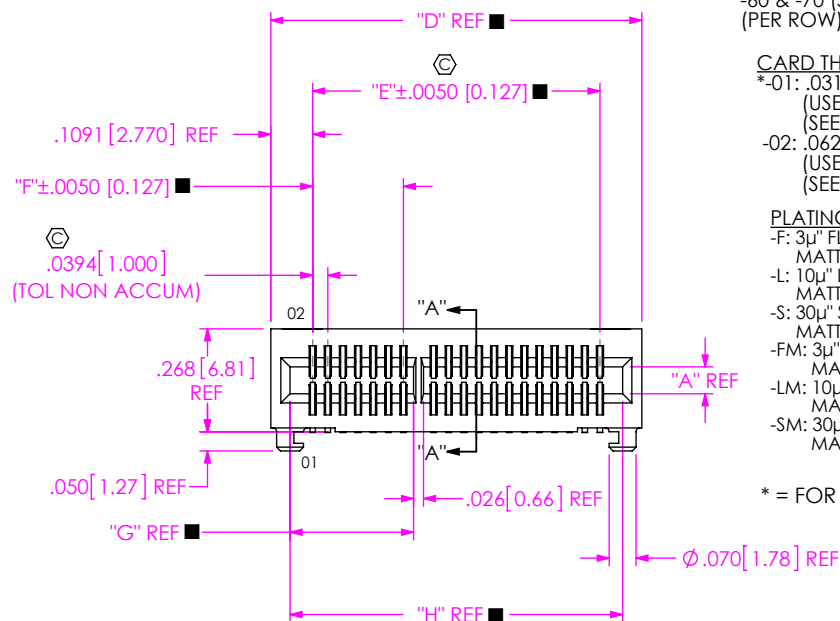 "D" REF
-60 & -70
(PER ROW)
C
"E"±.0050 [0.127]
.1091 [2.770] REF
"F"±.0050 [0.127]
C
.0394[1.000]
(TOL NON ACCUM)
CARD TH
*-01: .031
(USE
(SEE
-02: .062
(USE
(SEE
PLATING
-F: 3µ" FL
MATT
-L: 10µ"
MATT
-S: 30µ"
MATT
-FM: 3µ"
MA
-LM: 10µ
MA
-SM: 30µ
MA
02
"A"
.268[6.81]
REF
"A" REF
01
"A"
.050[1.27] REF
.026[0.66] REF
"G" REF
* = FOR
Ø.070[1.78] REF
"H" REF